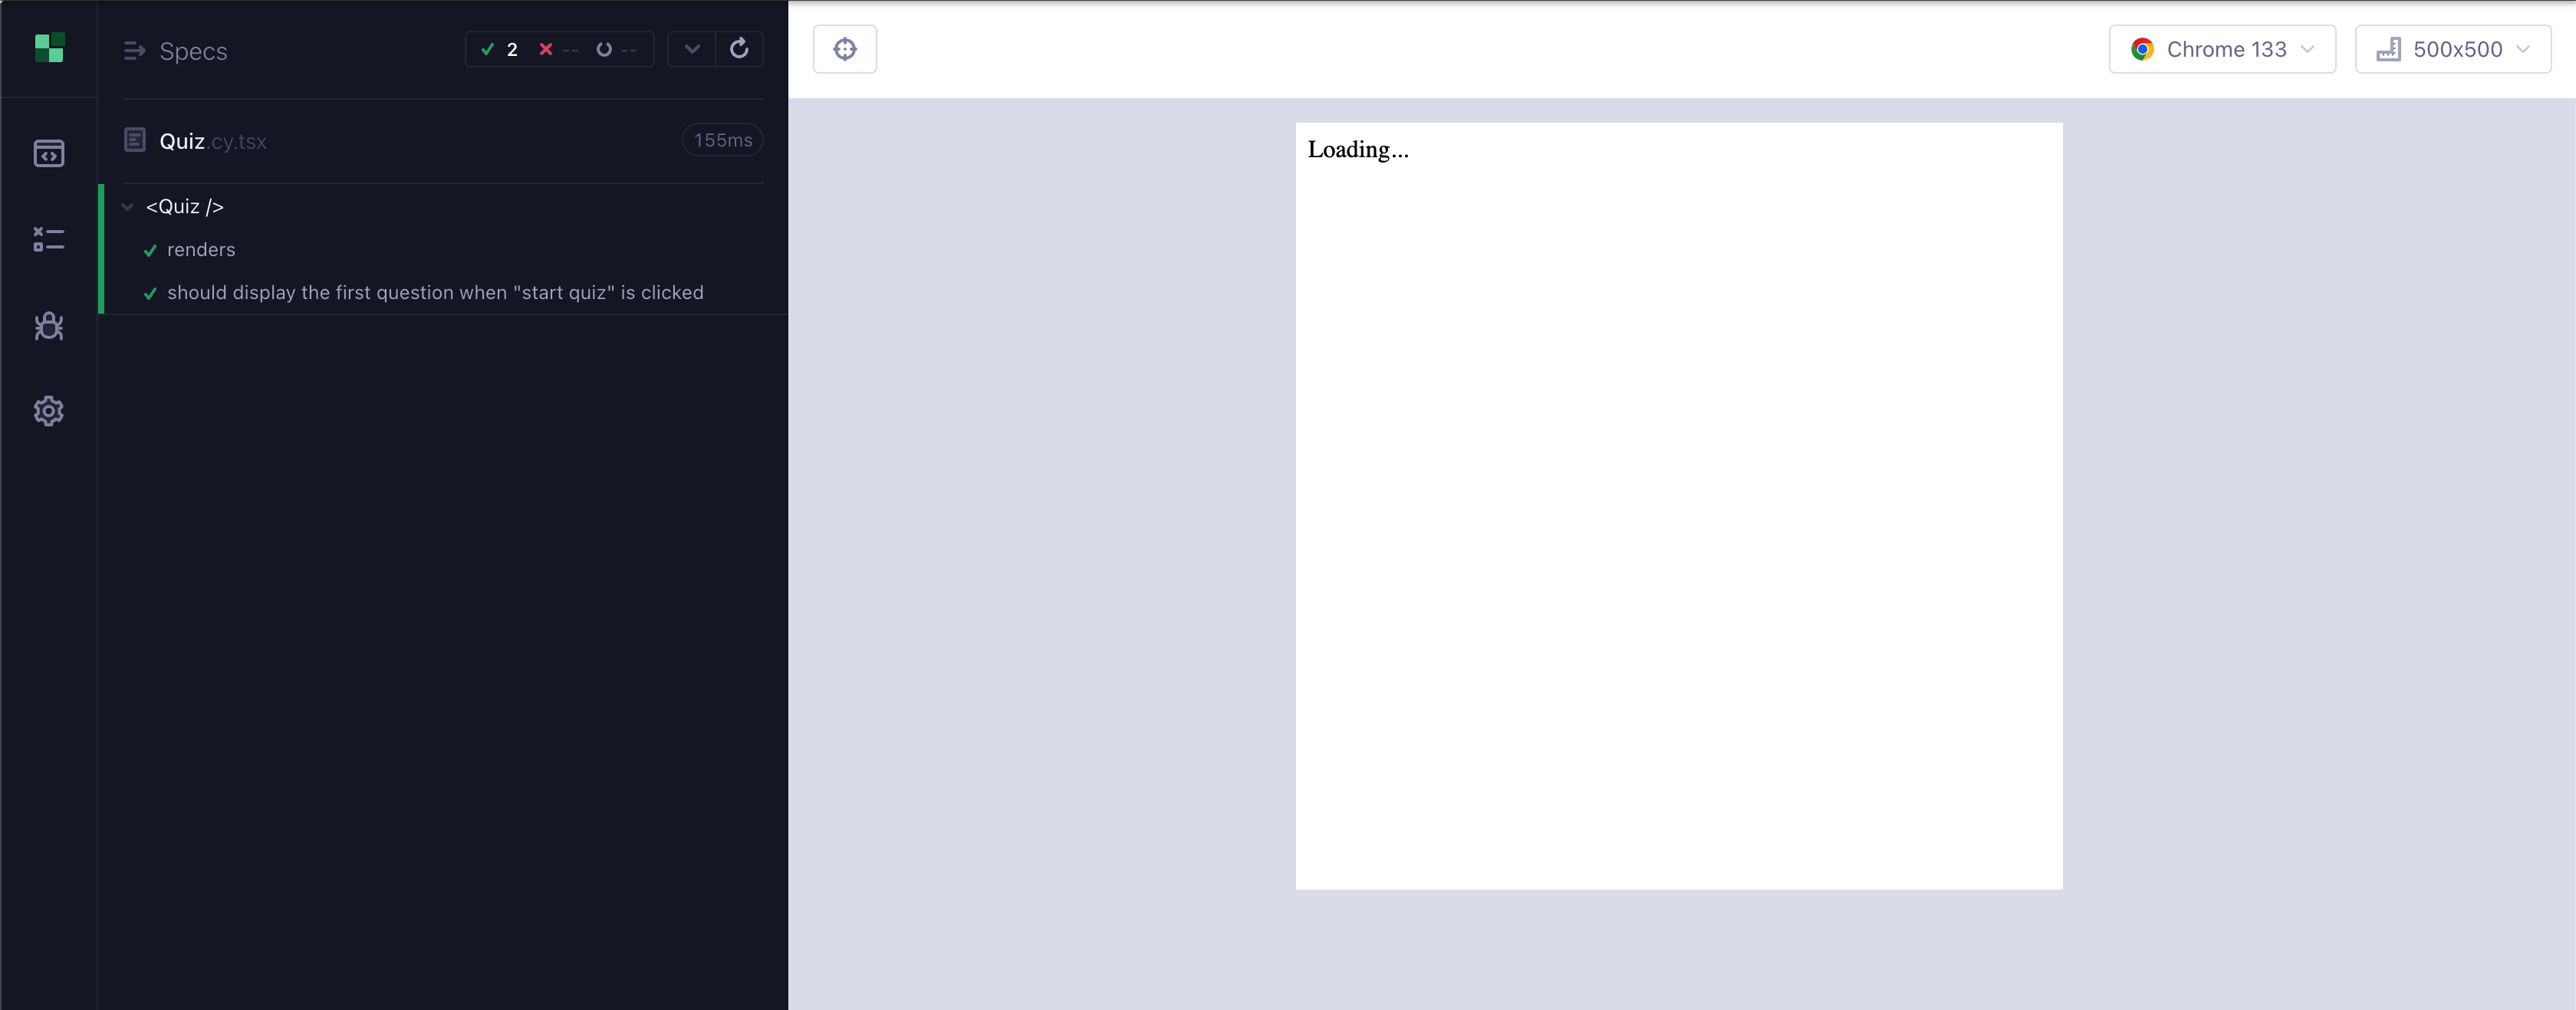 Specs
2
--
--
Quiz.cy.tsx
155ms
<Quiz />
renders
should display the first question when "start quiz" is clicked
Chrome 133
500x500
Loading...